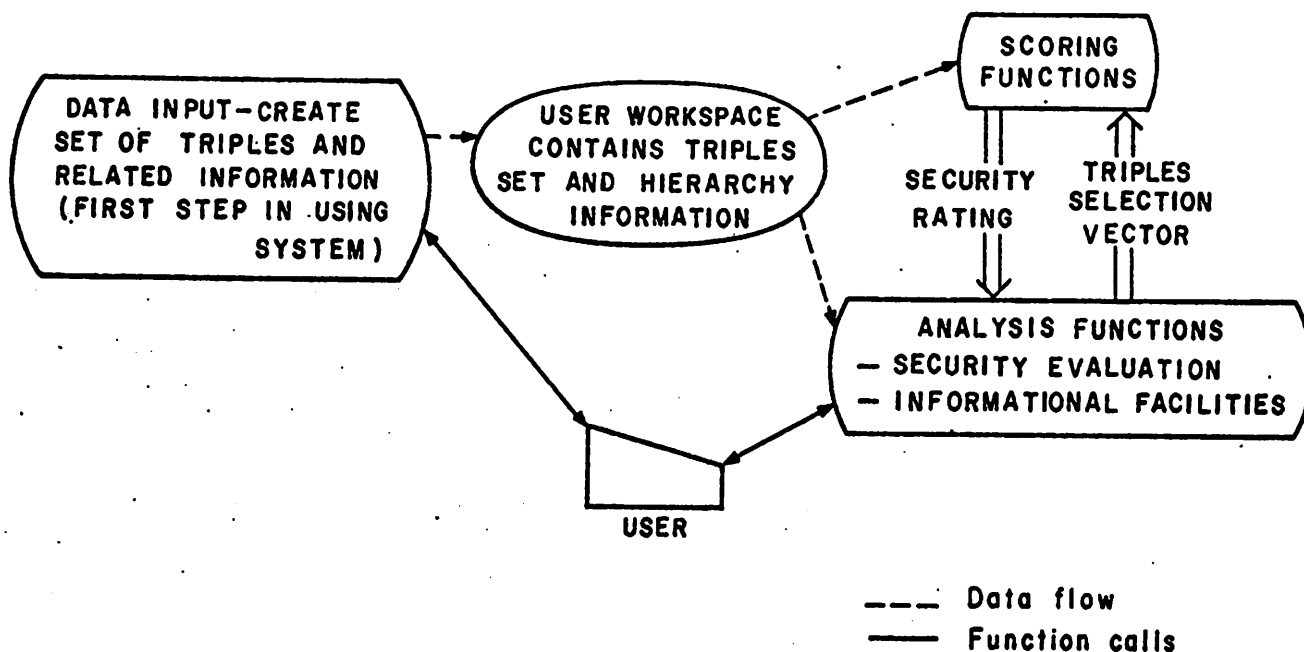 DATA INPUT-CREATE
SET OF TRIPLES AND
RELATED INFORMATION
(FIRST STEP IN USING
SYSTEM)
USER WORKSPACE
CONTAINS TRIPLES
SET AND HIERARCHY
INFORMATION
SCORING
FUNCTIONS
SECURITY
RATING
TRIPLES
SELECTION
VECTOR
ANALYSIS FUNCTIONS
- SECURITY EVALUATION
- INFORMATIONAL FACILITIES
USER
Data flow
Function calls